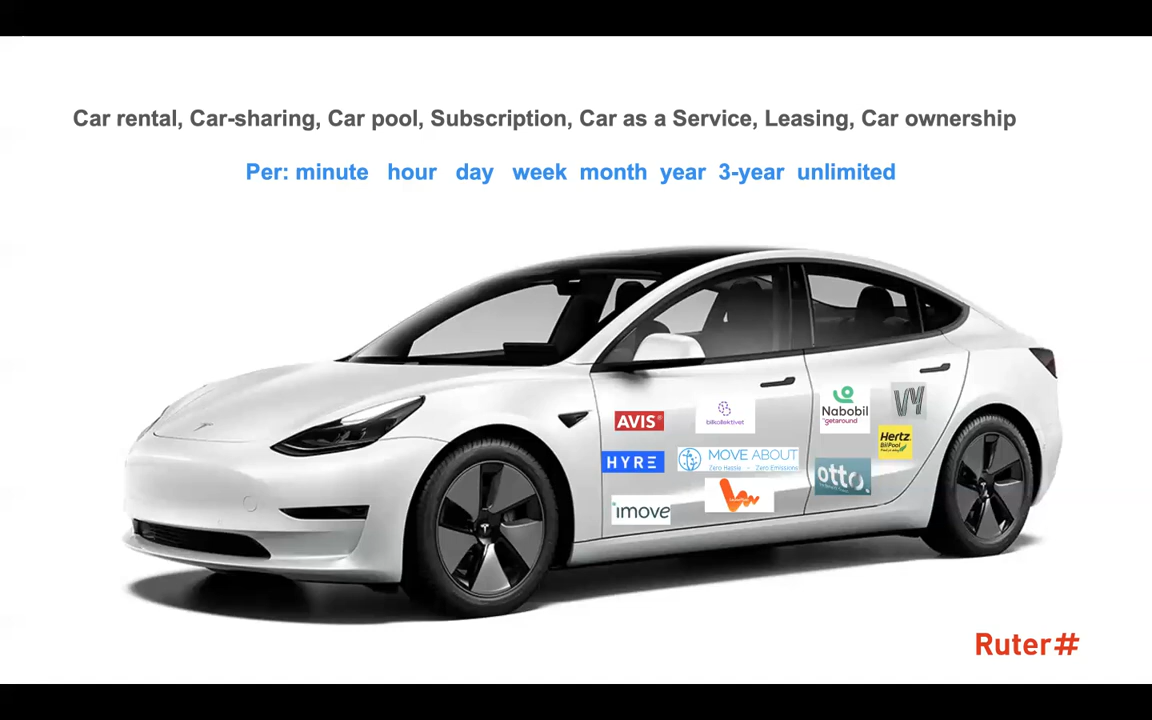 Car rental, Car-sharing, Car pool, Subscription, Car as a Service, Leasing, Car ownership
Per: minute hour day week month year 3-year unlimited
AVIS
bilkollektivet
Nabobil
getaround
VY
HYRE
MOVE ABOUT
Zero Hassle - Zero Emissions
Hertz
BilPool
imove
otto.
Ruter#